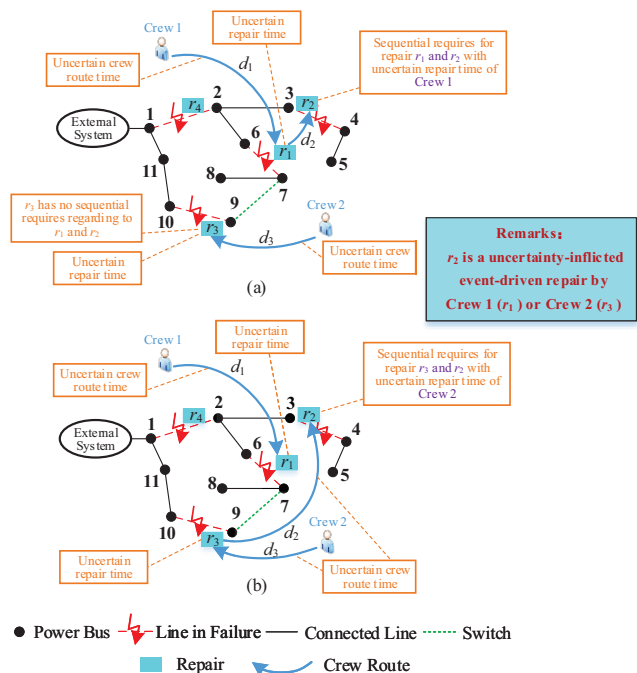 Crew 1
Uncertain
repair time
Sequential requires for
repair r1 and r2 with
uncertain repair time of
Crew 1
Uncertain crew
route time
d1
1
r4
2
3
r2
4
External
System
6
d2
r1
5
11
8
7
r3 has no sequential
requires regarding to
r1 and r2
10
9
r3
Crew 2
Uncertain
repair time
d3
Uncertain crew
route time
(a)
Remarks:
r2 is a uncertainty-inflicted
event-driven repair by
Crew 1 (r1) or Crew 2 (r3)
Crew 1
Uncertain
repair time
Sequential requires for
repair r3 and r2 with
uncertain repair time of
Crew 2
Uncertain crew
route time
d1
1
r4
2
3
r2
4
External
System
6
r1
5
11
8
7
10
9
d2
Crew 2
r3
d3
Uncertain
repair time
Uncertain crew
route time
(b)
Power Bus
Line in Failure
Connected Line
Switch
Repair
Crew Route